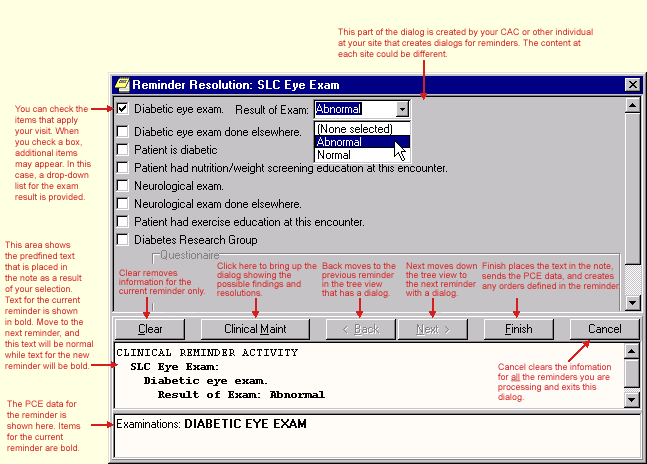 This part of the dialog is created by your CAC or other individual
at your site that creates dialogs for reminders. The content at
each site could be different.
Reminder Resolution: SLC Eye Exam
You can check the
items that apply
your visit. When
you check a box,
additional items
may appear. In this
case, a drop-down
list for the exam
result is provided.
Diabetic eye exam. Result of Exam: Abnormal
(None selected)
Abnormal
Normal
Diabetic eye exam done elsewhere.
Patient is diabetic
Patient had nutrition/weight screening education at this encounter.
Neurological exam.
Neurological exam done elsewhere.
Patient had exercise education at this encounter.
Diabetes Research Group
Questionaire
This area shows
the predfined text
that is placed in
the note as a result
of your selection.
Text for the current
reminder is shown
in bold. Move to the
next reminder, and
this text will be normal
while text for the new
reminder will be bold.
Clear removes
information for the
current reminder only.
Click here to bring up the
dialog showing the
possible findings and
resolutions.
Back moves to the
previous reminder
in the tree view
that has a dialog.
Next moves down
the tree view to
the next reminder
with a dialog.
Finish places the text in the note,
sends the PCE data, and creates
any orders defined in the reminder
Clear
Clinical Maint
< Back
Next >
Finish
Cancel
CLINICAL REMINDER ACTIVITY
SLC Eye Exam:
Diabetic eye exam.
Result of Exam: Abnormal
Cancel clears the infomation
for all the reminders you are
processing and exits this
dialog.
The PCE data for
the reminder is
shown here. Items
for the current
reminder are bold.
Examinations: DIABETIC EYE EXAM